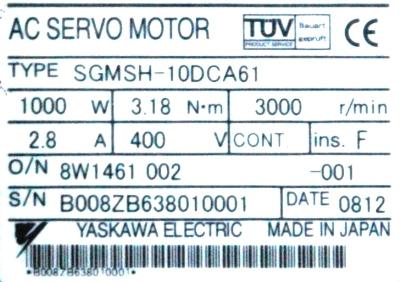 AC SERVO MOTOR TÜV PRODUCT SERVICE Bauart geprüft CE
TYPE SGMSH-10DCA61
1000 W 3.18 N·m 3000 r/min
2.8 A 400 V CONT ins. F
O/N 8W1461 002 -001
S/N B008ZB638010001 DATE 0812
YASKAWA ELECTRIC MADE IN JAPAN
*B008ZB638010001*